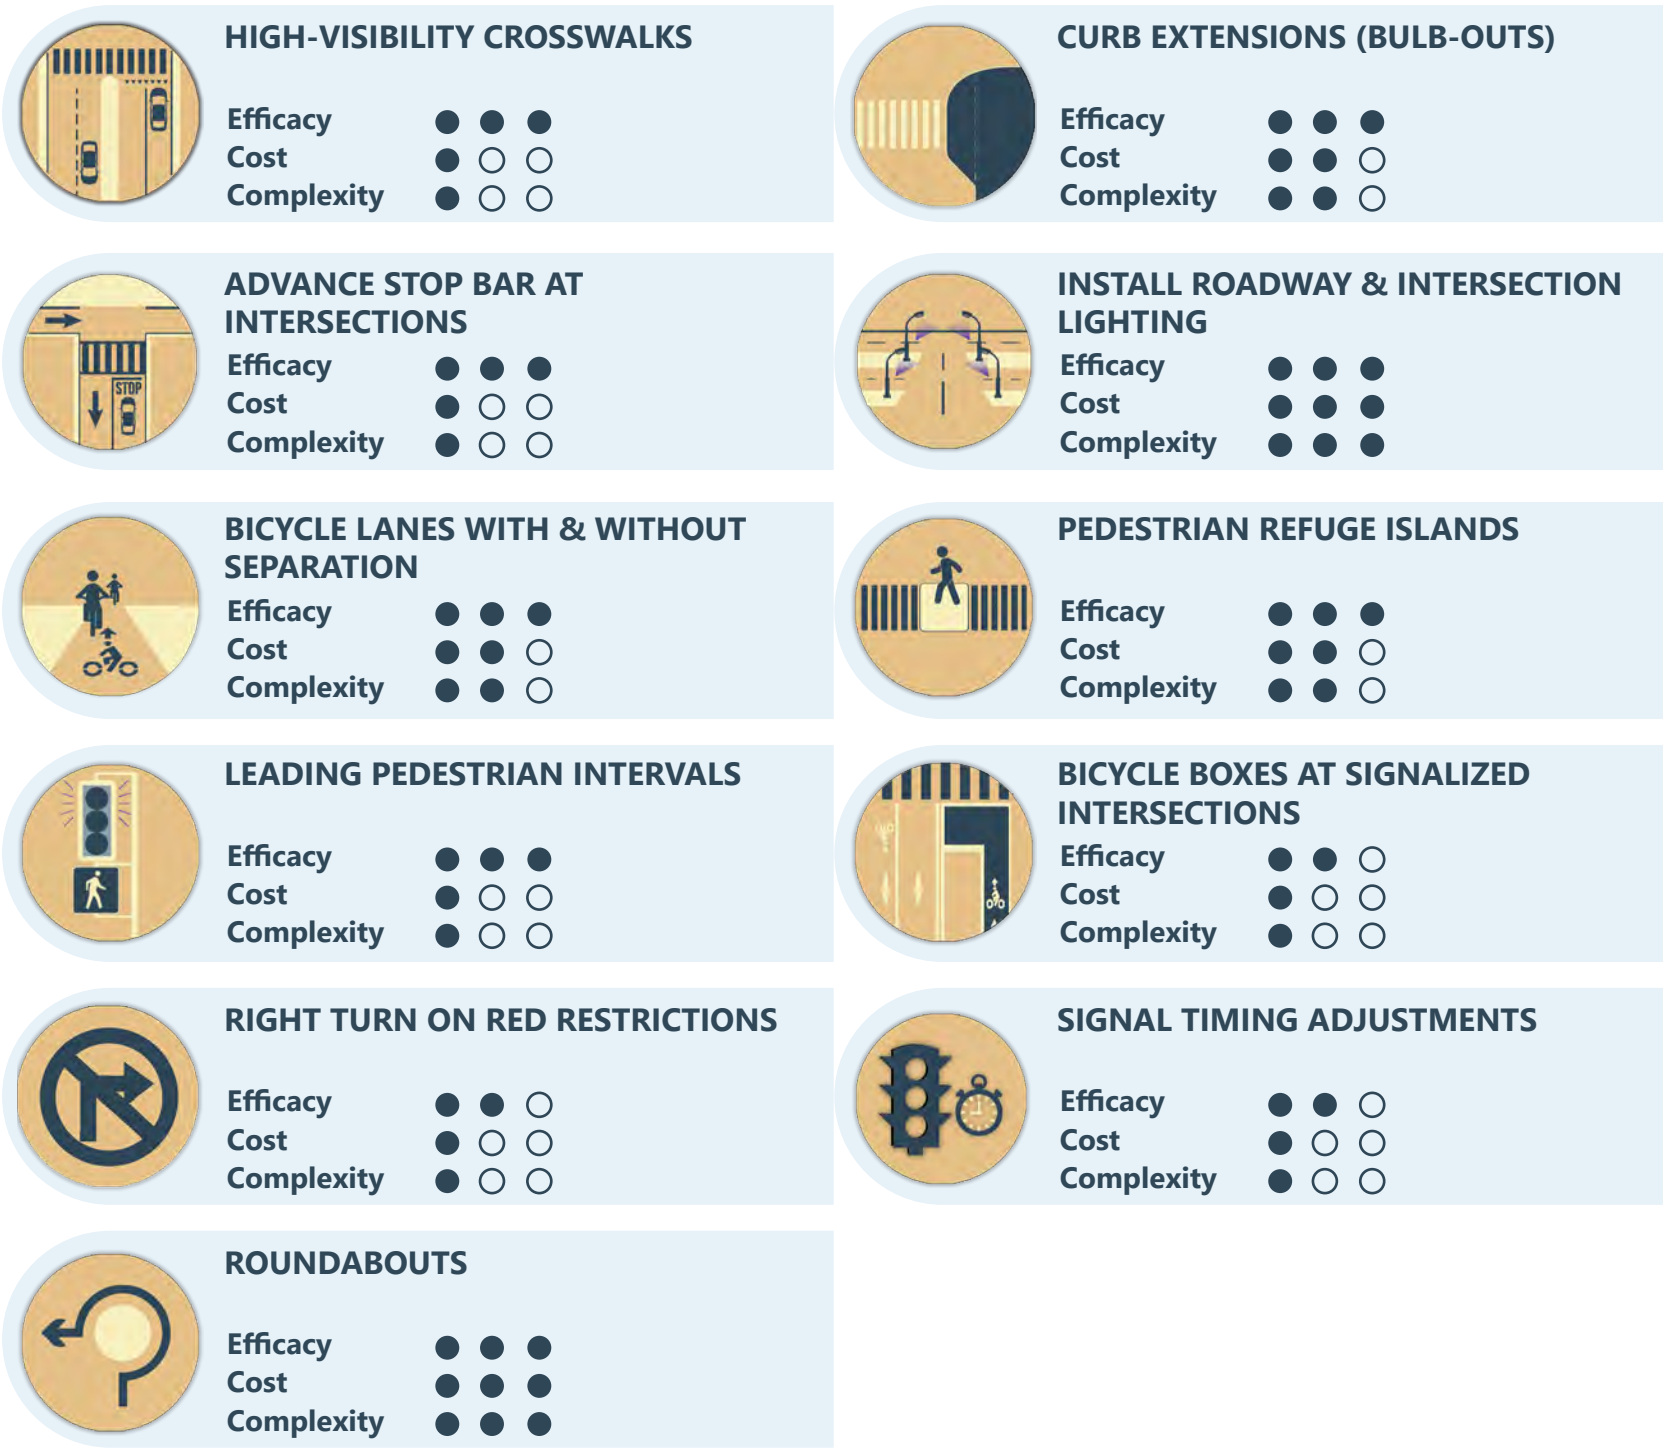 HIGH-VISIBILITY CROSSWALKS
Efficacy
Cost
Complexity
CURB EXTENSIONS (BULB-OUTS)
Efficacy
Cost
Complexity
ADVANCE STOP BAR AT
INTERSECTIONS
Efficacy
Cost
Complexity
STOP
INSTALL ROADWAY & INTERSECTION
LIGHTING
Efficacy
Cost
Complexity
BICYCLE LANES WITH & WITHOUT
SEPARATION
Efficacy
Cost
Complexity
PEDESTRIAN REFUGE ISLANDS
Efficacy
Cost
Complexity
LEADING PEDESTRIAN INTERVALS
Efficacy
Cost
Complexity
BICYCLE BOXES AT SIGNALIZED
INTERSECTIONS
Efficacy
Cost
Complexity
RIGHT TURN ON RED RESTRICTIONS
Efficacy
Cost
Complexity
SIGNAL TIMING ADJUSTMENTS
Efficacy
Cost
Complexity
ROUNDABOUTS
Efficacy
Cost
Complexity